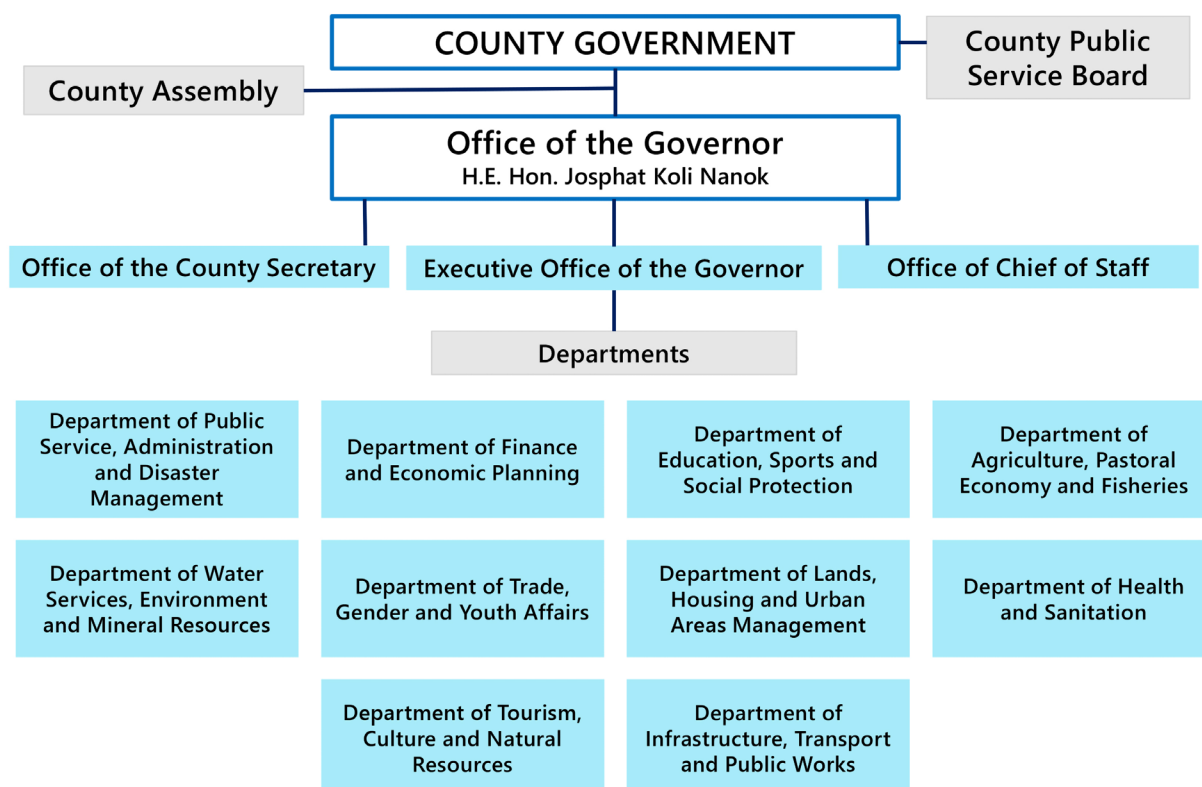 COUNTY GOVERNMENT
County Public
Service Board
County Assembly
Office of the Governor
H.E. Hon. Josphat Koli Nanok
Office of the County Secretary
Executive Office of the Governor
Office of Chief of Staff
Departments
Department of Public
Service, Administration
and Disaster
Management
Department of Finance
and Economic Planning
Department of
Education, Sports and
Social Protection
Department of
Agriculture, Pastoral
Economy and Fisheries
Department of Water
Services, Environment
and Mineral Resources
Department of Trade,
Gender and Youth Affairs
Department of Lands,
Housing and Urban
Areas Management
Department of Health
and Sanitation
Department of Tourism,
Culture and Natural
Resources
Department of
Infrastructure, Transport
and Public Works